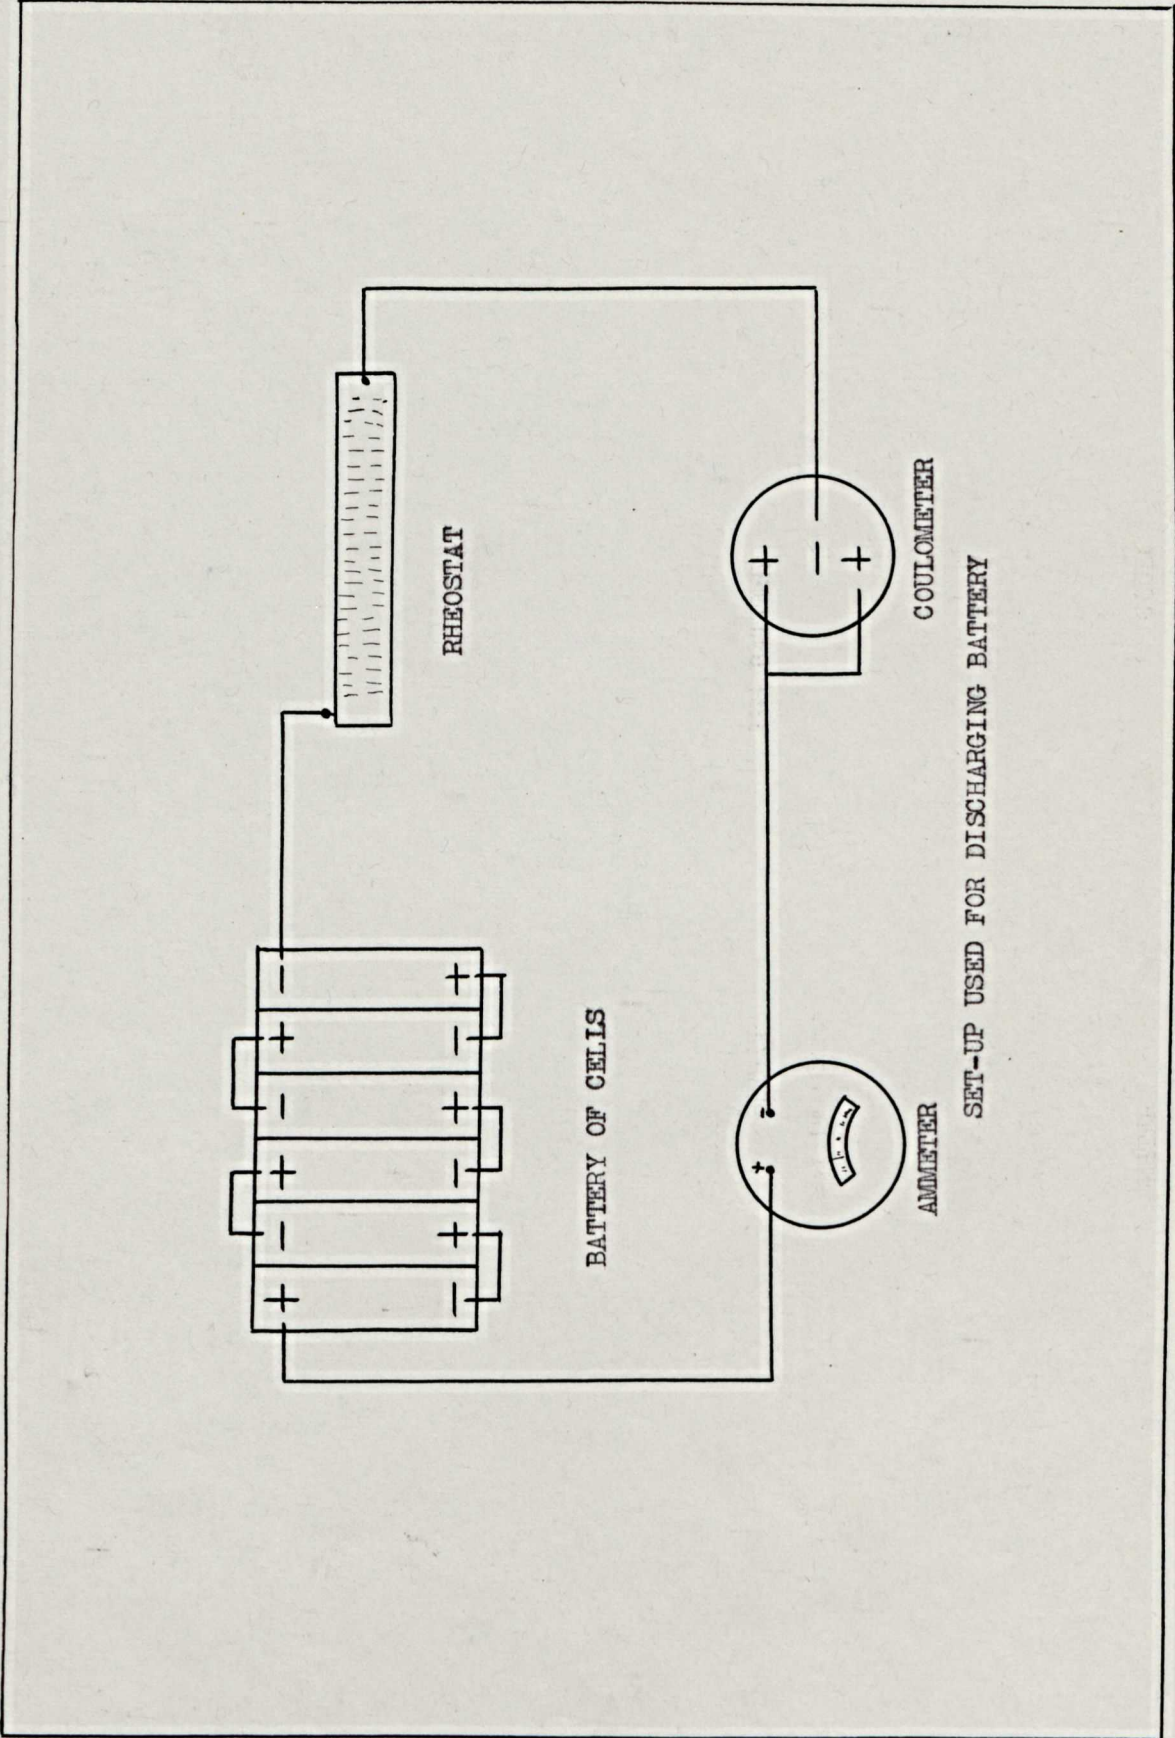 RHEOSTAT
BATTERY OF CELLS
COULOMETER
AMMETER
SET-UP USED FOR DISCHARGING BATTERY
- + - + - +
+ - + - + -
+ - +
+ -